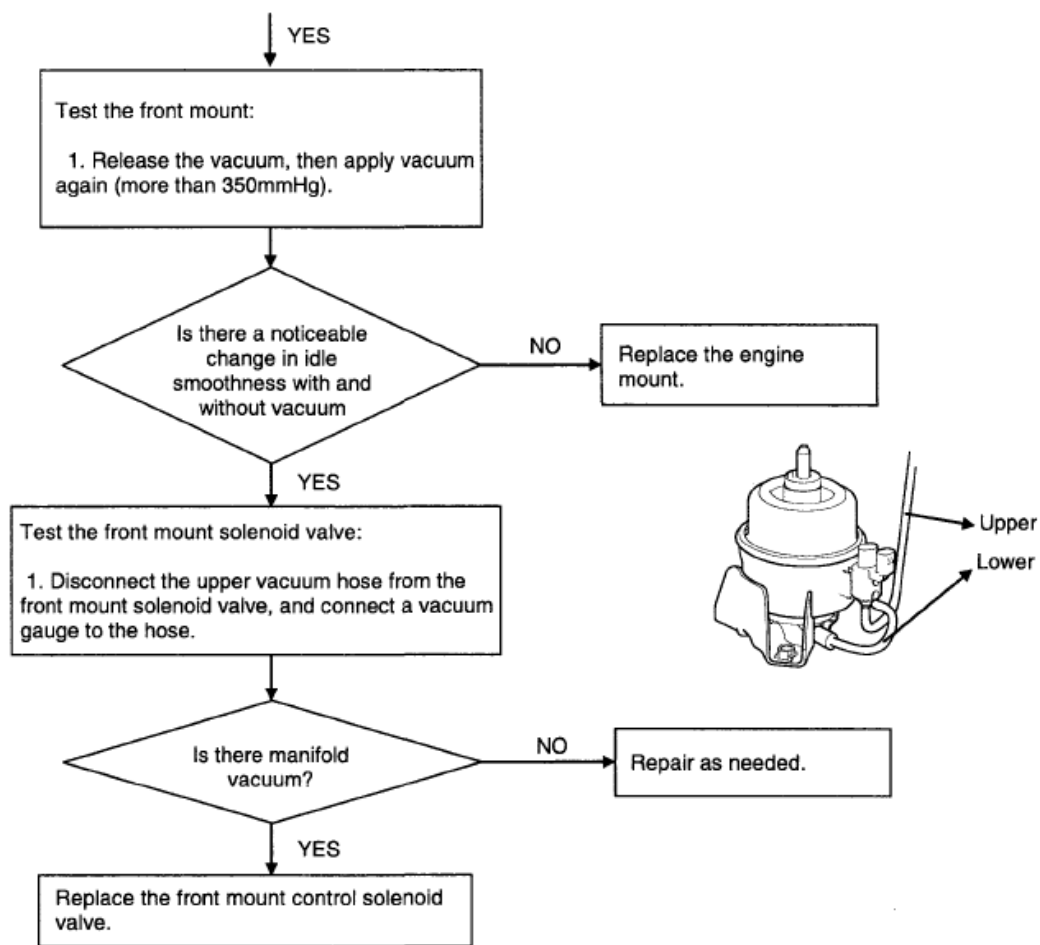 YES
Test the front mount:
1. Release the vacuum, then apply vacuum
again (more than 350mmHg).
Is there a noticeable
change in idle
smoothness with and
without vacuum
NO
Replace the engine
mount.
YES
Test the front mount solenoid valve:
1. Disconnect the upper vacuum hose from the
front mount solenoid valve, and connect a vacuum
gauge to the hose.
Upper
Lower
Is there manifold
vacuum?
NO
Repair as needed.
YES
Replace the front mount control solenoid
valve.